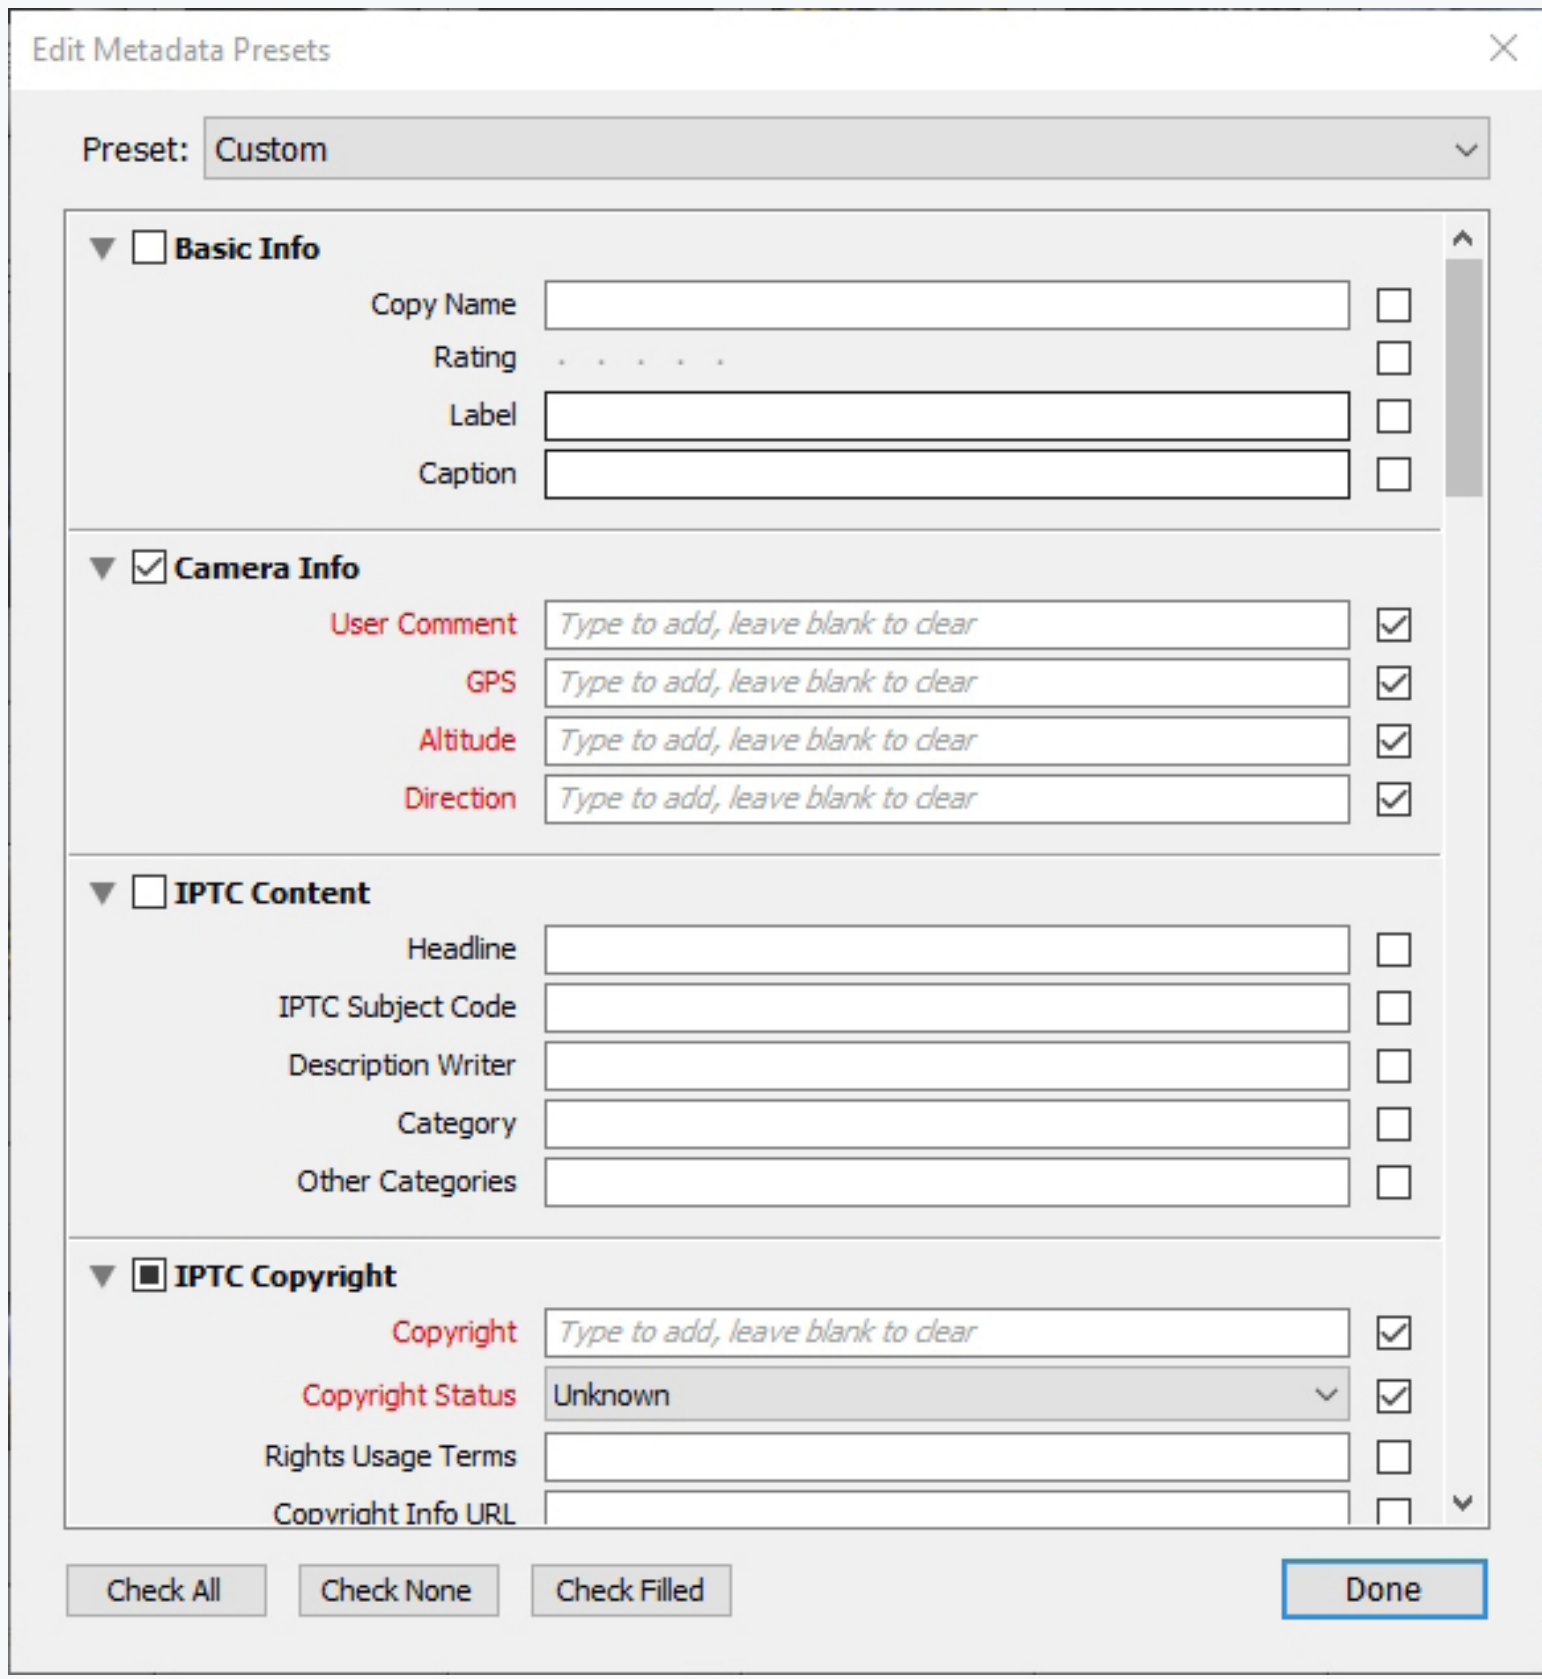 Edit Metadata Presets
Preset: Custom
Basic Info
Copy Name
Rating
Label
Caption
Camera Info
User Comment Type to add, leave blank to clear
GPS Type to add, leave blank to clear
Altitude Type to add, leave blank to clear
Direction Type to add, leave blank to clear
IPTC Content
Headline
IPTC Subject Code
Description Writer
Category
Other Categories
IPTC Copyright
Copyright Type to add, leave blank to clear
Copyright Status Unknown
Rights Usage Terms
Copyright Info URL
Check All Check None Check Filled Done